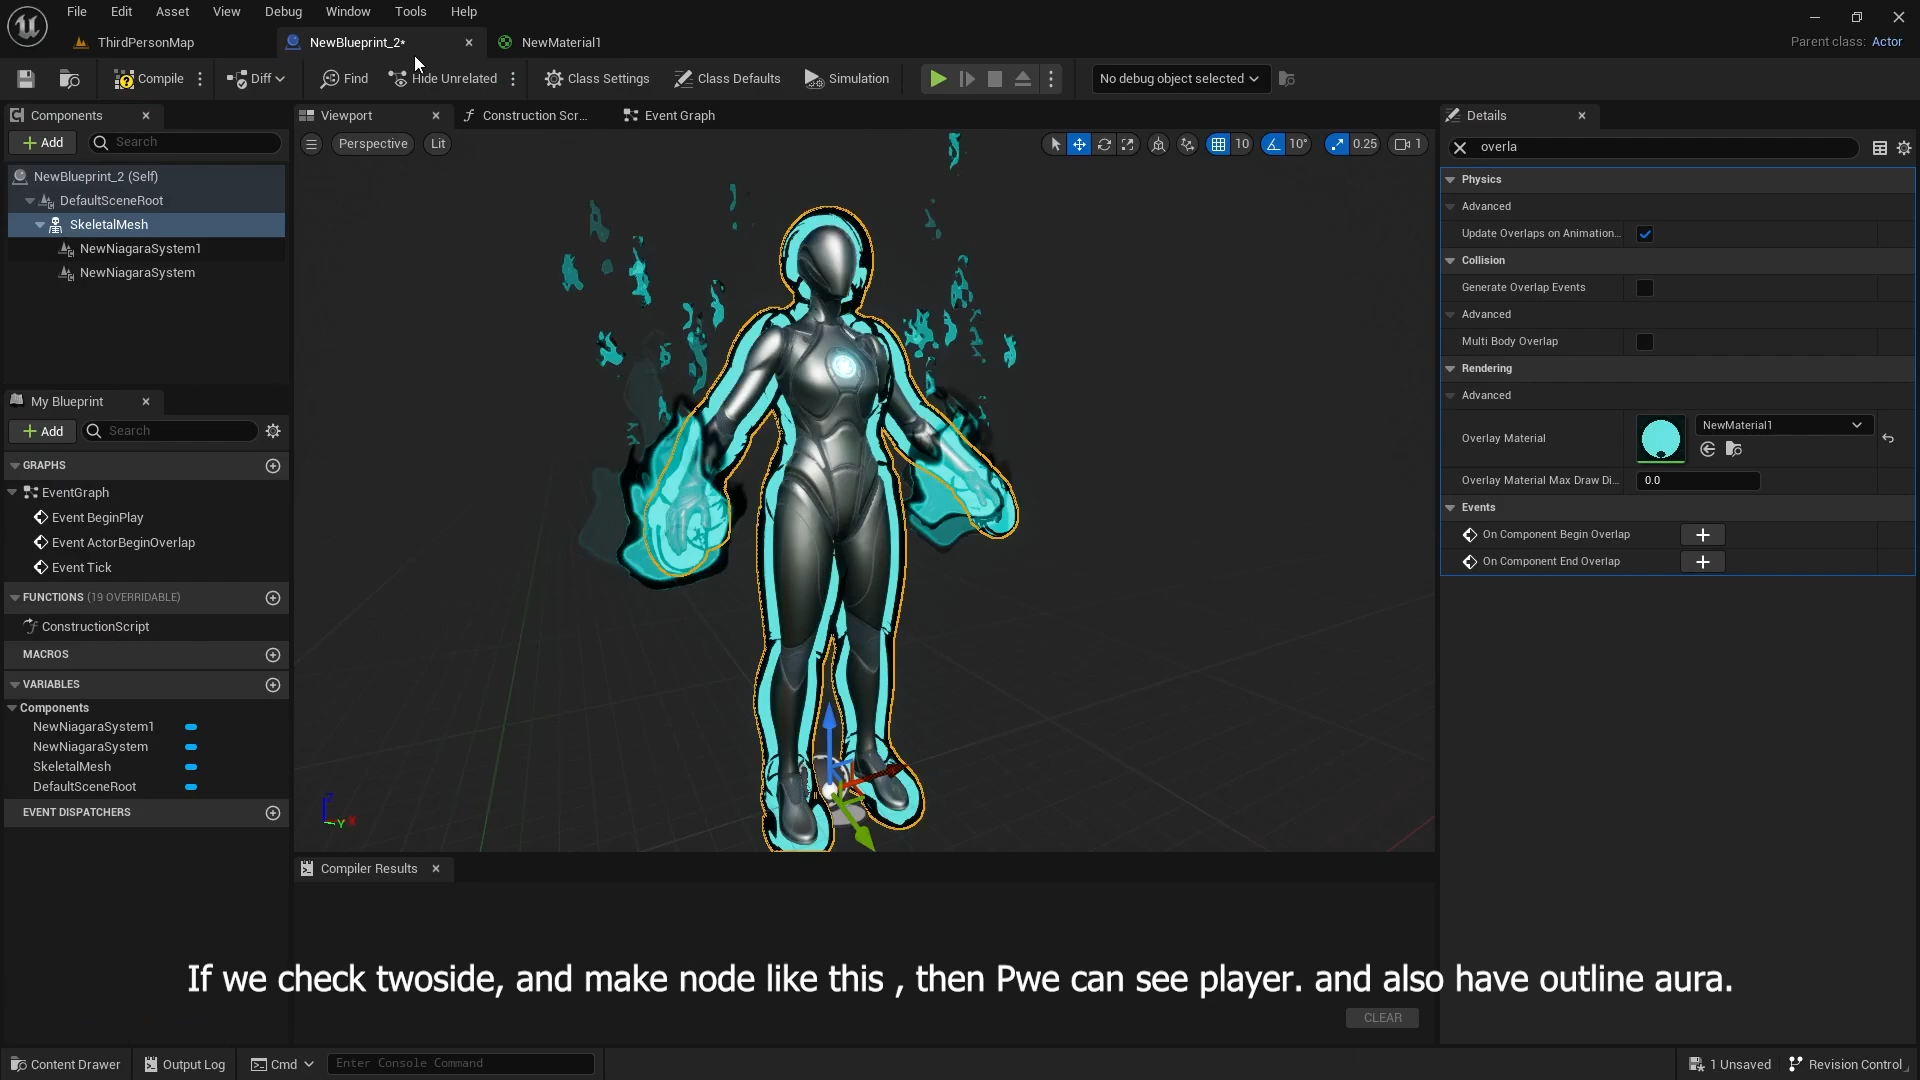 File Edit Asset View Debug Window Tools Help
ThirdPersonMap NewBlueprint_2* NewMaterial1 Parent class: Actor
Compile Diff Find Hide Unrelated Class Settings Class Defaults Simulation No debug object selected
Components Viewport Construction Scr... Event Graph Details
Add Search Perspective Lit 10 10° 0.25 1 overla
NewBlueprint_2 (Self)
DefaultSceneRoot
SkeletalMesh
NewNiagaraSystem1
NewNiagaraSystem
My Blueprint
Add Search
GRAPHS
EventGraph
Event BeginPlay
Event ActorBeginOverlap
Event Tick
FUNCTIONS (19 OVERRIDABLE)
ConstructionScript
MACROS
VARIABLES
Components
NewNiagaraSystem1
NewNiagaraSystem
SkeletalMesh
DefaultSceneRoot
EVENT DISPATCHERS
Z
Y X
Physics
Advanced
Update Overlaps on Animation...
Collision
Generate Overlap Events
Advanced
Multi Body Overlap
Rendering
Advanced
Overlay Material NewMaterial1
Overlay Material Max Draw Di... 0.0
Events
On Component Begin Overlap
On Component End Overlap
Compiler Results
If we check twoside, and make node like this , then Pwe can see player. and also have outline aura.
CLEAR
Content Drawer Output Log Cmd Enter Console Command 1 Unsaved Revision Control